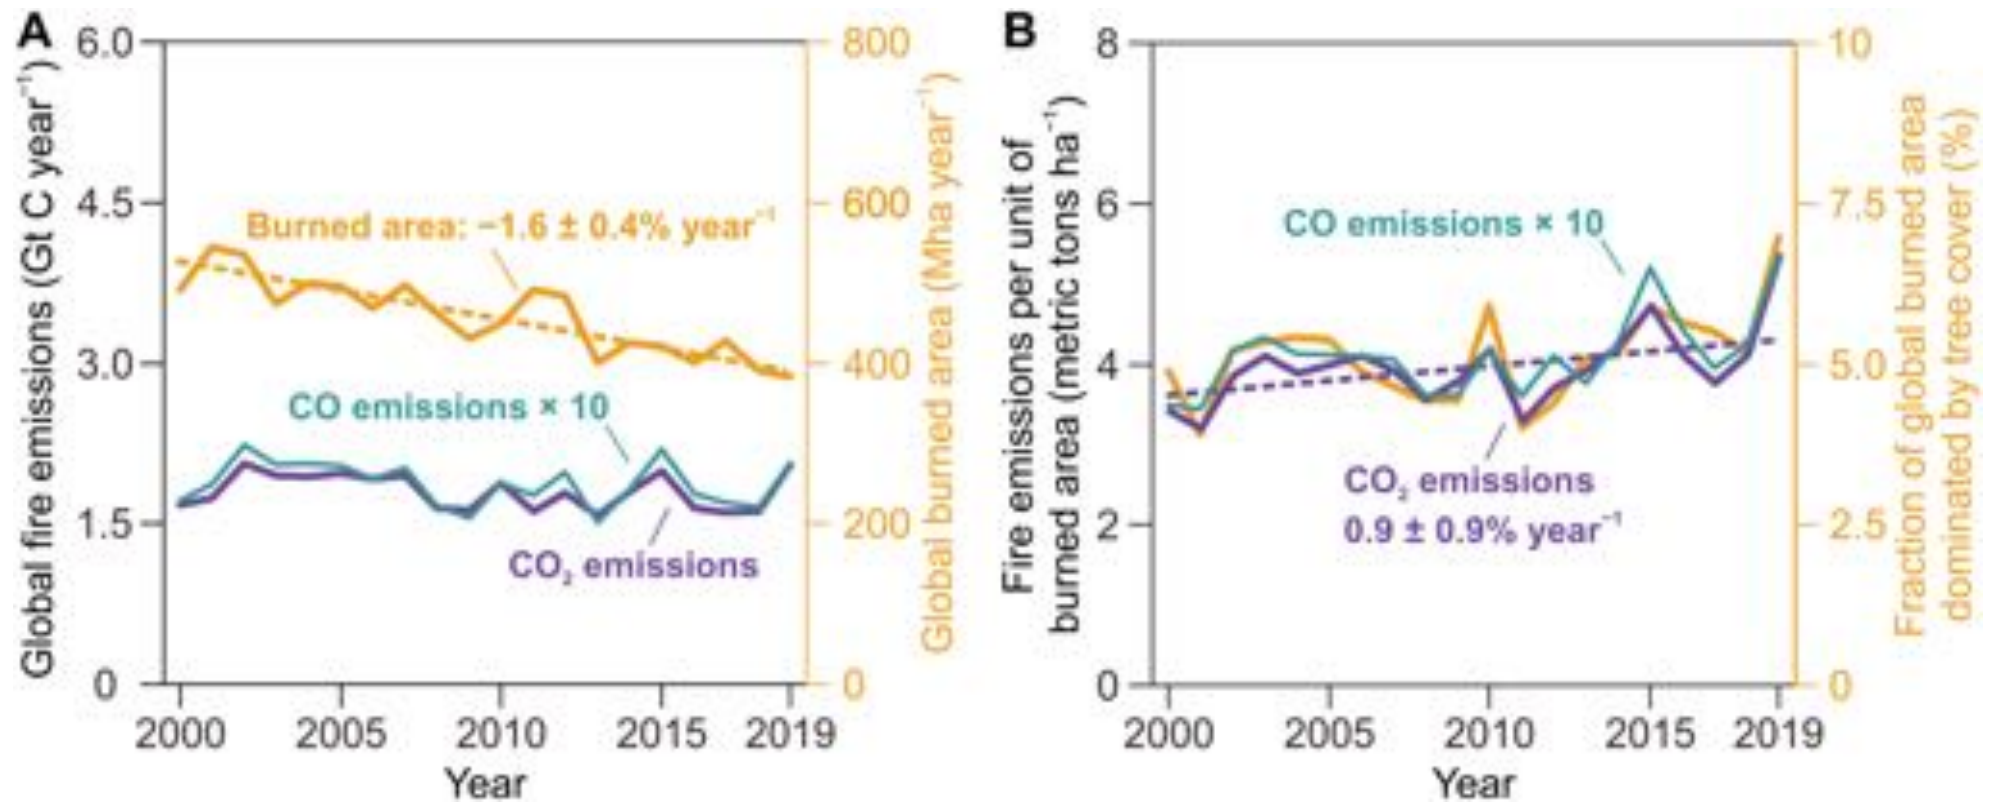 A
Global fire emissions (Gt C year⁻¹)
6.0
4.5
3.0
1.5
0
800
600
400
200
0
Global burned area (Mha year⁻¹)
Burned area: −1.6 ± 0.4% year⁻¹
CO emissions × 10
CO₂ emissions
2000 2005 2010 2015 2019
Year
B
Fire emissions per unit of
burned area (metric tons ha⁻¹)
8
6
4
2
0
10
7.5
5.0
2.5
0
Fraction of global burned area
dominated by tree cover (%)
CO emissions × 10
CO₂ emissions
0.9 ± 0.9% year⁻¹
2000 2005 2010 2015 2019
Year